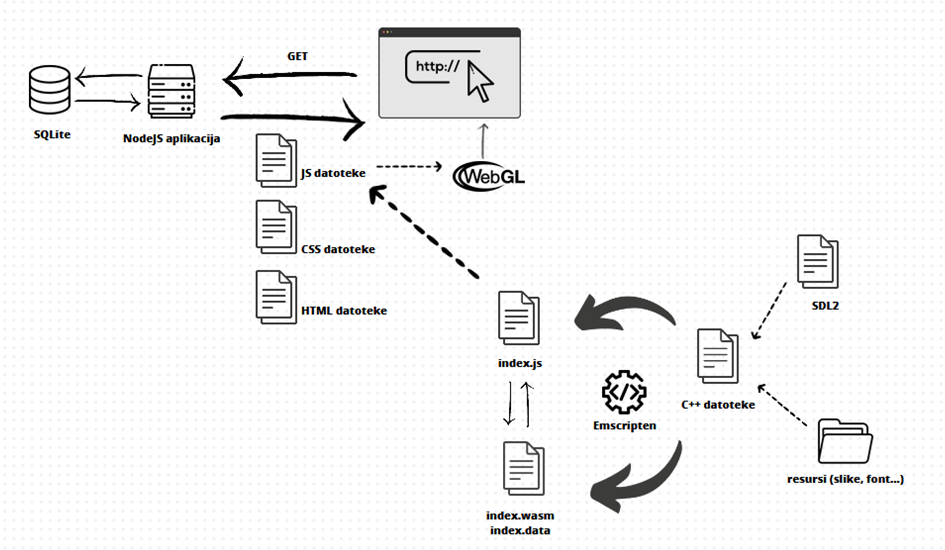 GET
http://
SQLite
NodeJS aplikacija
JS datoteke
WebGL
CSS datoteke
HTML datoteke
SDL2
index.js
C++ datoteke
Emscripten
</>
resursi (slike, font...)
index.wasm
index.data